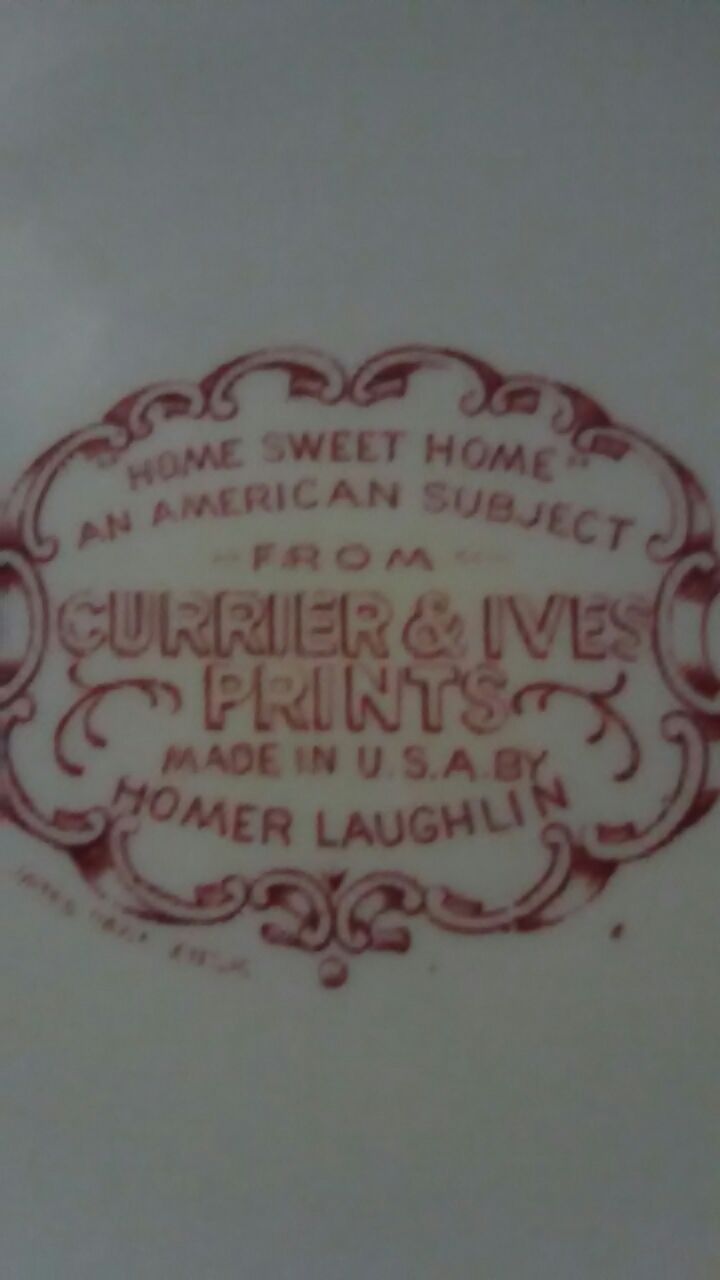 "HOME SWEET HOME"
AN AMERICAN SUBJECT
-FROM-
CURRIER & IVES
PRINTS
MADE IN U.S.A. BY
HOMER LAUGHLIN